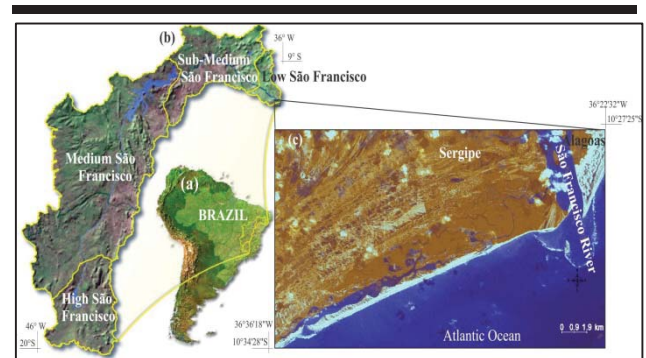 (b)
36° W
9° S
Sub-Medium
São Francisco
Low São Francisco
36°22'32"W
10°27'25"S
(c)
Alagoas
Sergipe
São Francisco River
Medium São
Francisco
(a)
BRAZIL
High São
Francisco
46° W
20°S
36°36'18"W
10°34'28"S
Atlantic Ocean
0 0,9 1,9 km